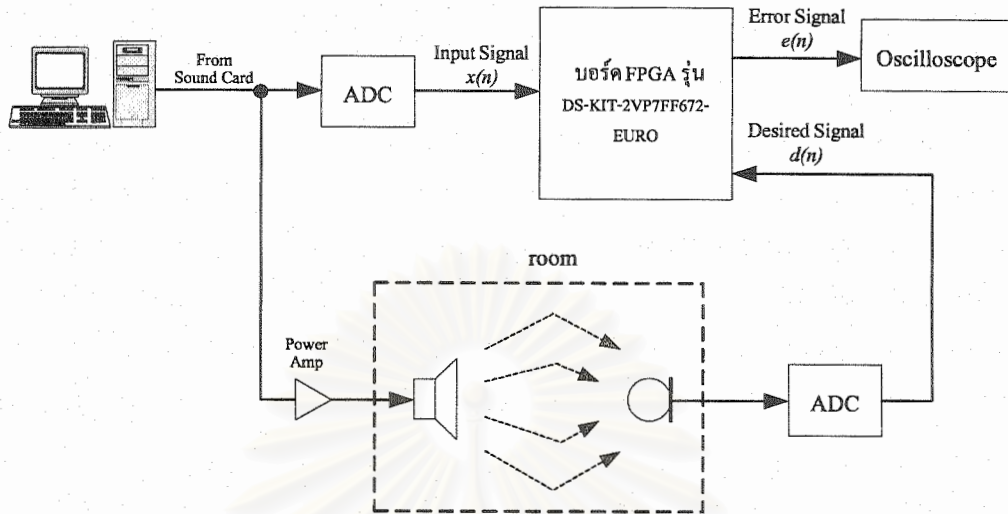 From
Sound Card
ADC
Input Signal
x(n)
บอร์ด FPGA รุ่น
DS-KIT-2VP7FF672-
EURO
Error Signal
e(n)
Oscilloscope
Desired Signal
d(n)
room
Power
Amp
ADC